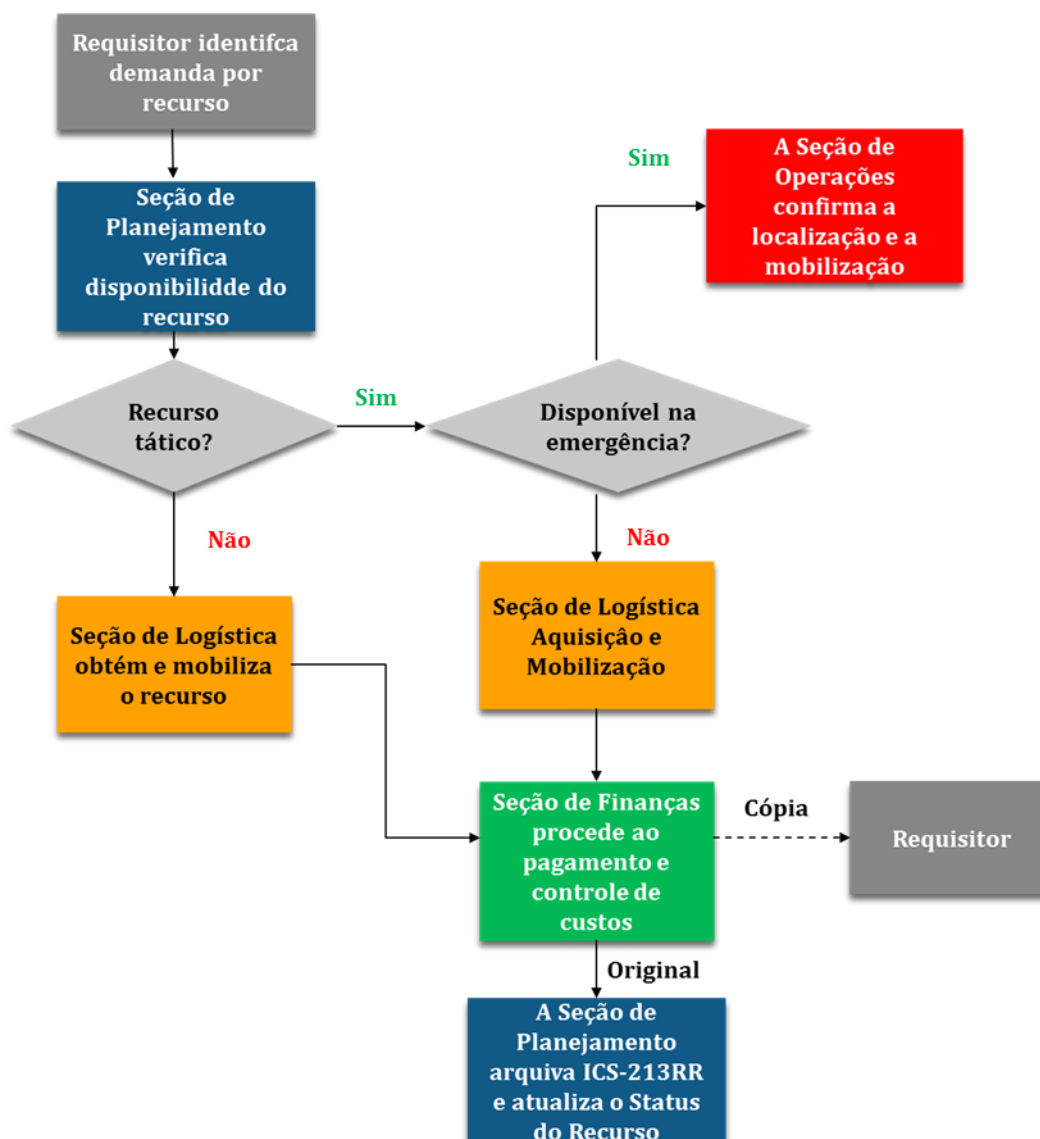 Requisitor identifca
demanda por
recurso
Sim
A Seção de
Operações
confirma a
localização e a
mobilização
Seção de
Planejamento
verifica
disponibilidde do
recurso
Recurso
tático?
Sim
Disponível na
emergência?
Não
Não
Seção de Logística
obtém e mobiliza
o recurso
Seção de Logística
Aquisiçâo e
Mobilização
Seção de Finanças
procede ao
pagamento e
controle de
custos
Cópia
Requisitor
Original
A Seção de
Planejamento
arquiva ICS-213RR
e atualiza o Status
do Recurso